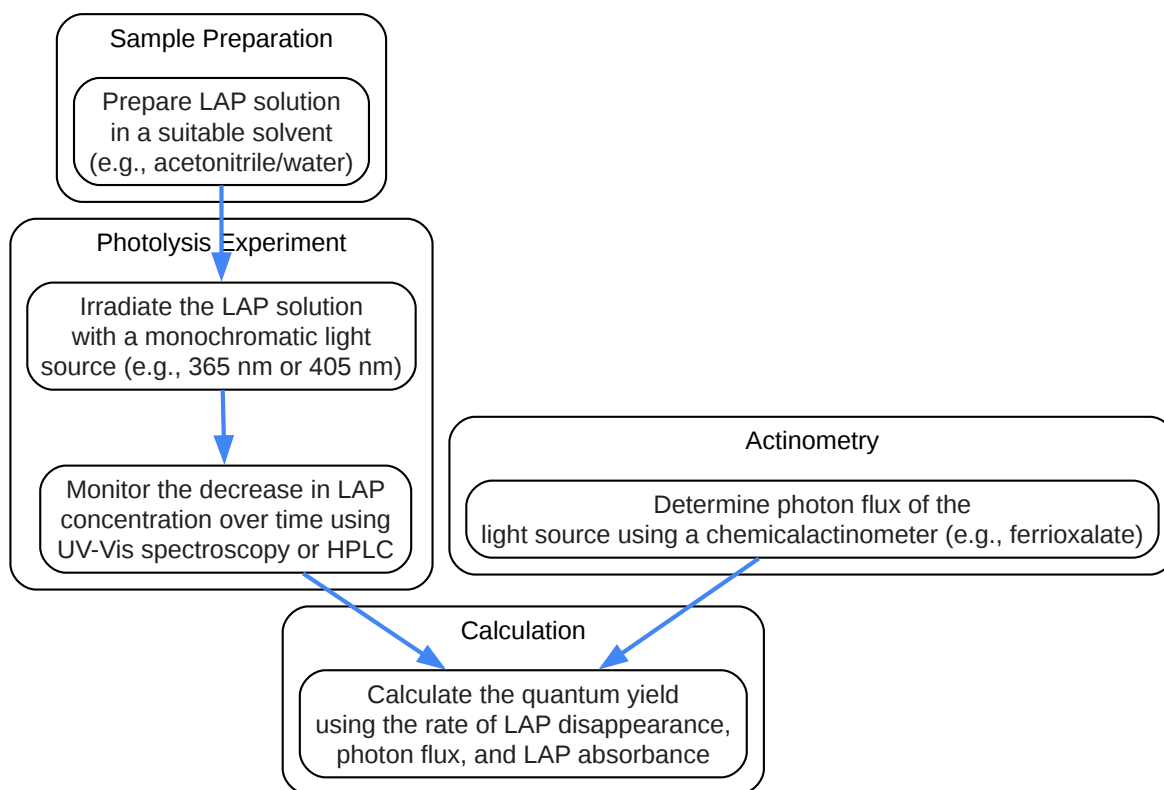 Sample Preparation
Prepare LAP solution
in a suitable solvent
(e.g., acetonitrile/water)
Photolysis Experiment
Irradiate the LAP solution
with a monochromatic light
source (e.g., 365 nm or 405 nm)
Monitor the decrease in LAP
concentration over time using
UV-Vis spectroscopy or HPLC
Actinometry
Determine photon flux of the
light source using a chemicalactinometer (e.g., ferrioxalate)
Calculation
Calculate the quantum yield
using the rate of LAP disappearance,
photon flux, and LAP absorbance